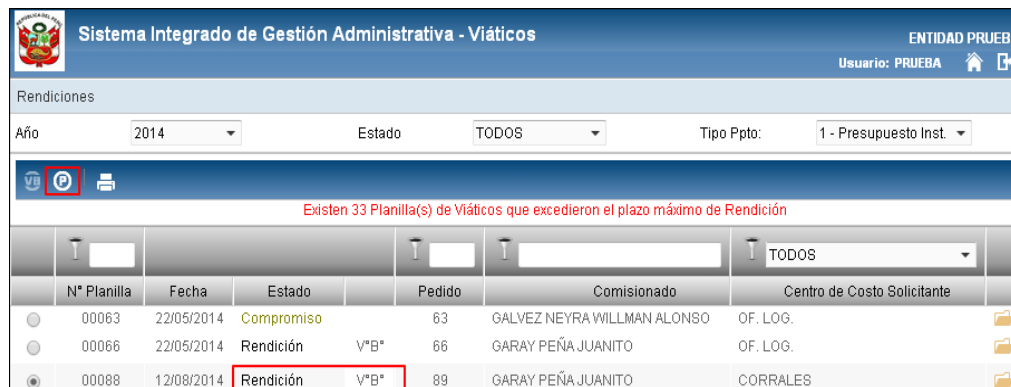 Sistema Integrado de Gestión Administrativa - Viáticos
ENTIDAD PRUEB
Usuario: PRUEBA
Rendiciones
Año 2014 Estado TODOS Tipo Ppto: 1 - Presupuesto Inst.
VB P
Existen 33 Planilla(s) de Viáticos que excedieron el plazo máximo de Rendición
TODOS
N° Planilla Fecha Estado Pedido Comisionado Centro de Costo Solicitante
00063 22/05/2014 Compromiso 63 GALVEZ NEYRA WILLMAN ALONSO OF. LOG.
00066 22/05/2014 Rendición V°B° 66 GARAY PEÑA JUANITO OF. LOG.
00088 12/08/2014 Rendición V°B° 89 GARAY PEÑA JUANITO CORRALES